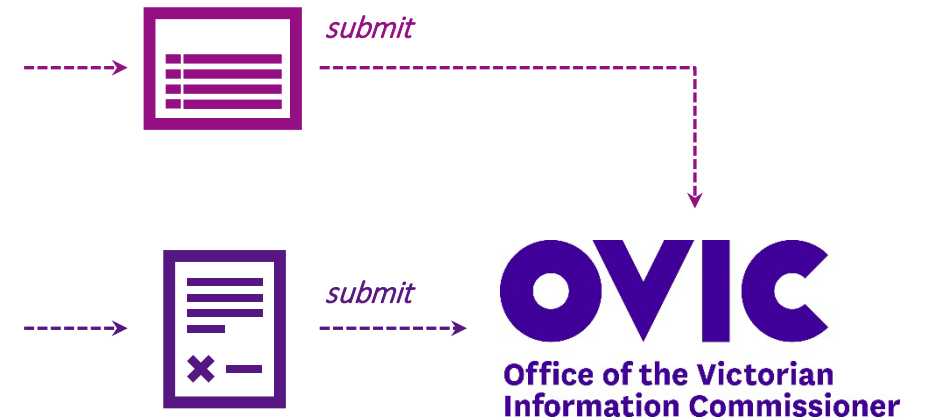 submit
submit
OVIC
Office of the Victorian
Information Commissioner